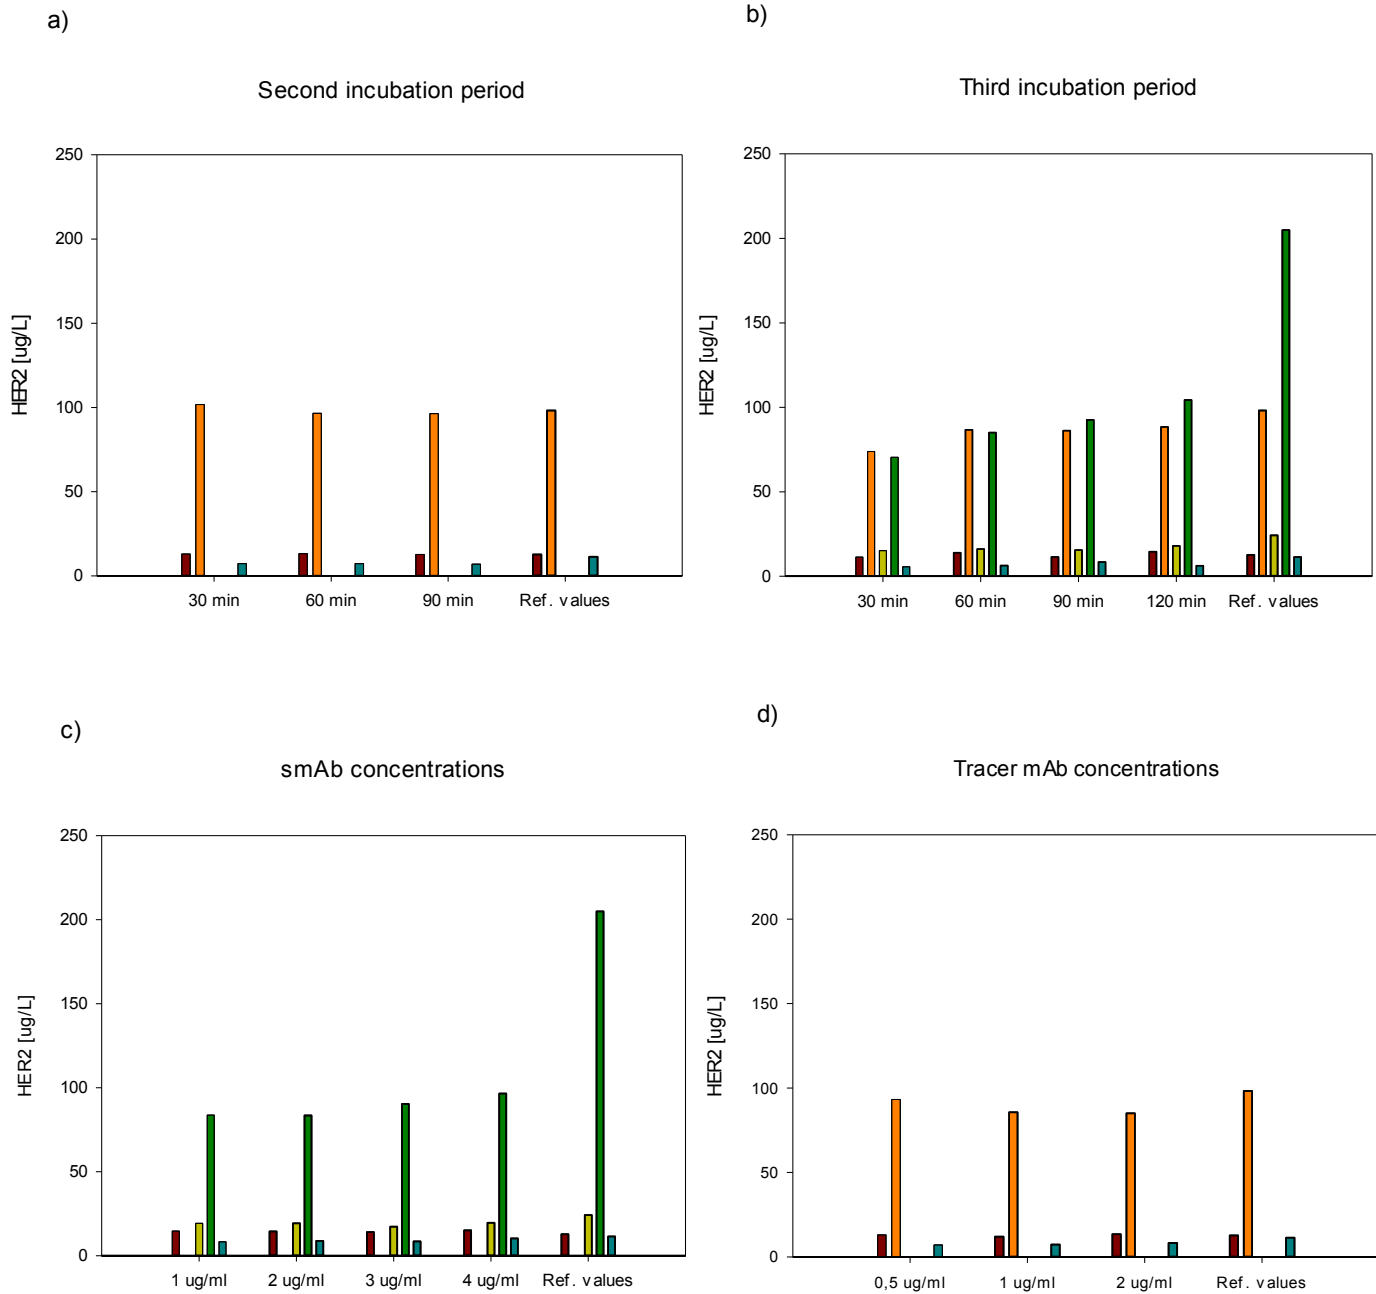 a)
Second incubation period
HER2 [ug/L]
250
200
150
100
50
0
30 min 60 min 90 min Ref. values
b)
Third incubation period
HER2 [ug/L]
250
200
150
100
50
0
30 min 60 min 90 min 120 min Ref. values
c)
smAb concentrations
HER2 [ug/L]
250
200
150
100
50
0
1 ug/ml 2 ug/ml 3 ug/ml 4 ug/ml Ref. values
d)
Tracer mAb concentrations
HER2 [ug/L]
250
200
150
100
50
0
0,5 ug/ml 1 ug/ml 2 ug/ml Ref. values